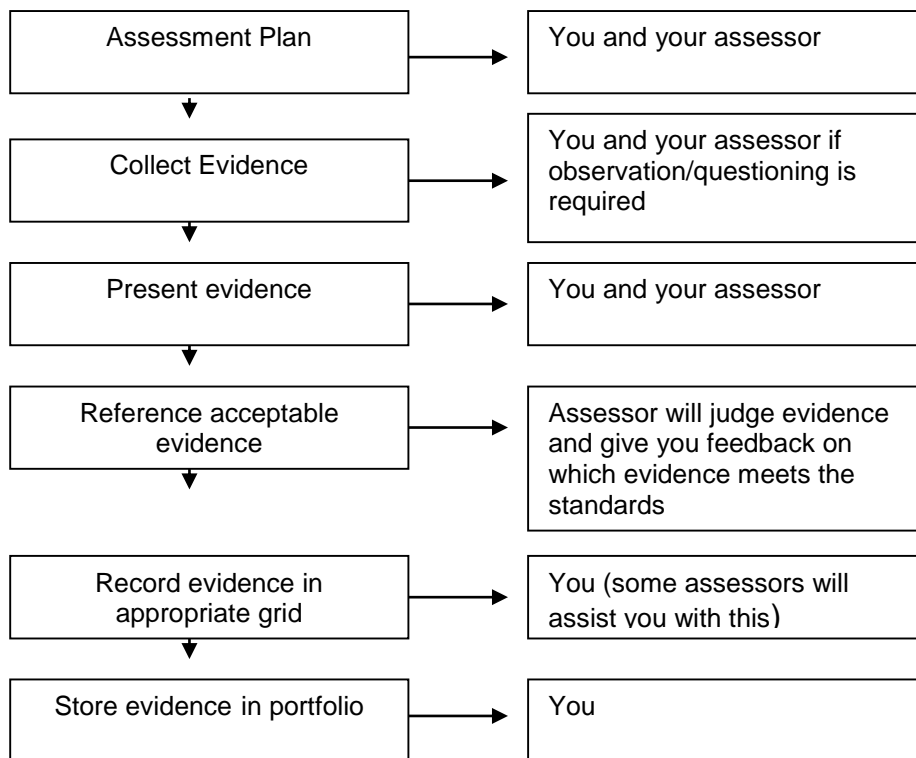 Assessment Plan
You and your assessor
Collect Evidence
You and your assessor if
observation/questioning is
required
Present evidence
You and your assessor
Reference acceptable
evidence
Assessor will judge evidence
and give you feedback on
which evidence meets the
standards
Record evidence in
appropriate grid
You (some assessors will
assist you with this)
Store evidence in portfolio
You